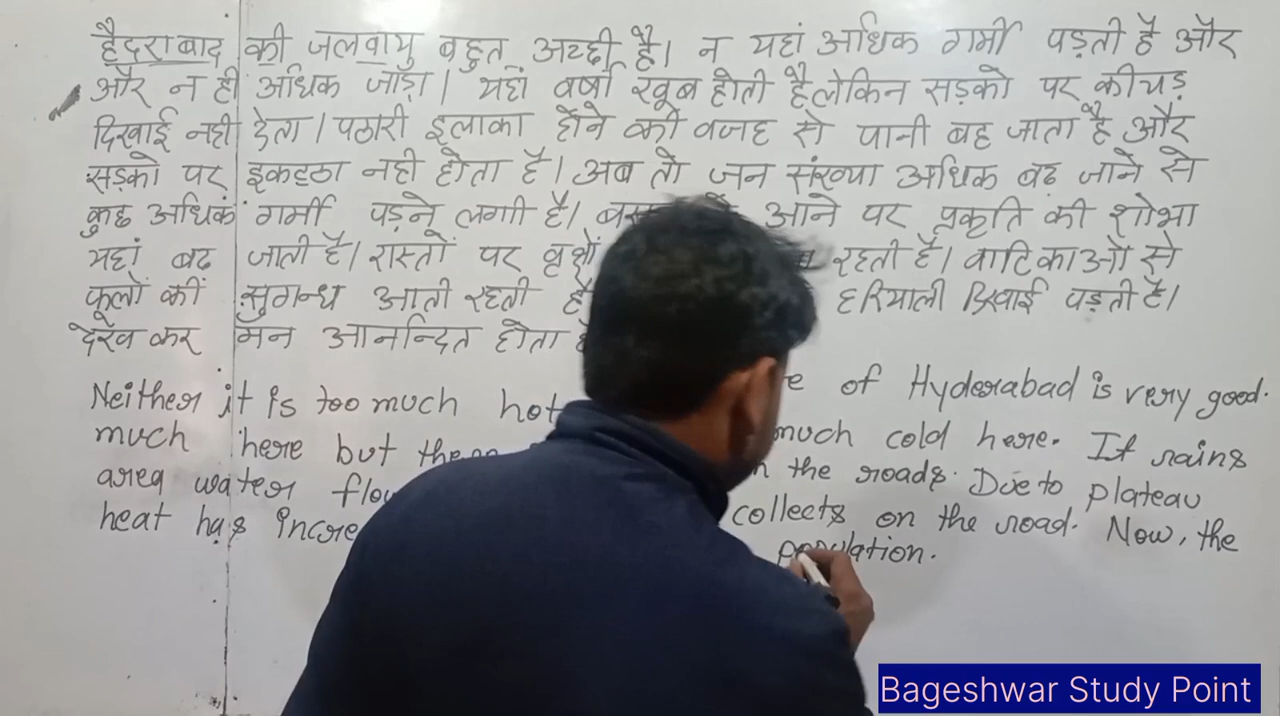 हैदराबाद की जलवायु बहुत अच्छी है। न यहां अधिक गर्मी पड़ती है और
और न ही अधिक जाड़ा। यहां वर्षा खूब होती है लेकिन सड़को पर कीचड़
दिखाई नही देता। पठारी इलाका होने की वजह से पानी बह जाता है और
सड़को पर इकट्ठा नही होता है। अब तो जन संख्या अधिक बढ़ जाने से
कुछ अधिक गर्मी पड़ने लगी है। आने पर प्रकृति की शोभा
यहां बढ़ जाती है। रास्तों पर रहती है। वाटिकाओं से
फूलों की सुगन्ध आती रहती हरियाली दिखाई पड़ती है।
देख कर मन आनन्दित होता
of Hyderabad is very good.
Neither it is too much hot much cold here. It rains
much here but the roads. Due to plateau
area water collects on the road. Now, the
heat has population.
Bageshwar Study Point